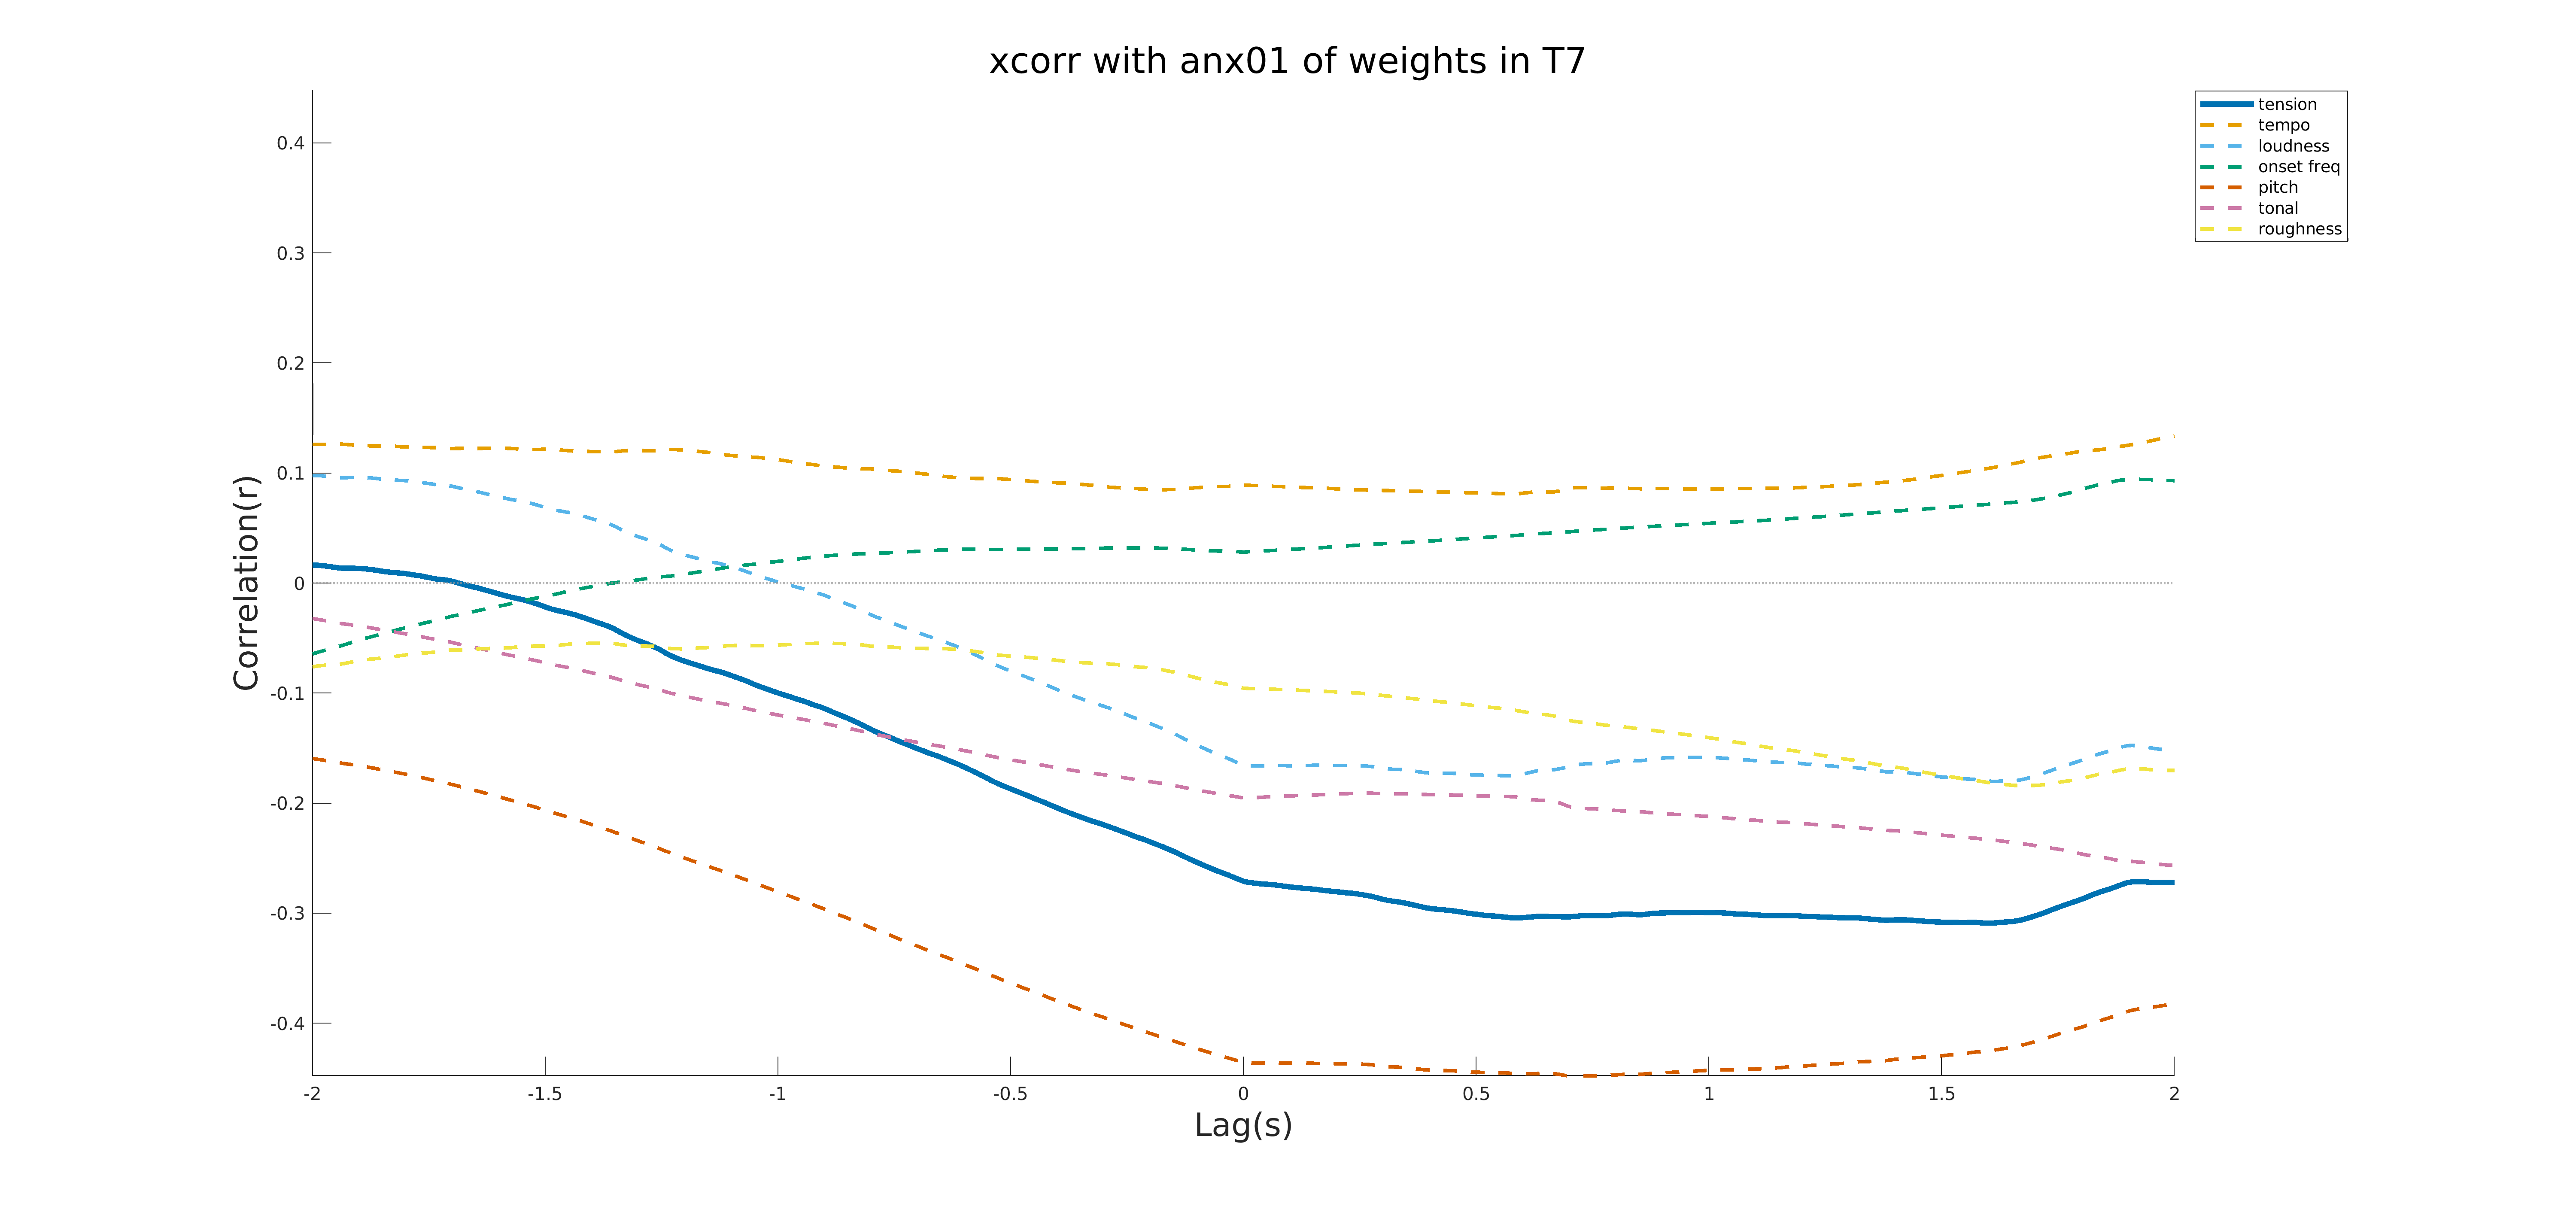 xcorr with anx01 of weights in T7
tension
tempo
loudness
onset freq
pitch
tonal
roughness
Correlation(r)
0.4
0.3
0.2
0.1
0
-0.1
-0.2
-0.3
-0.4
-2 -1.5 -1 -0.5 0 0.5 1 1.5 2
Lag(s)